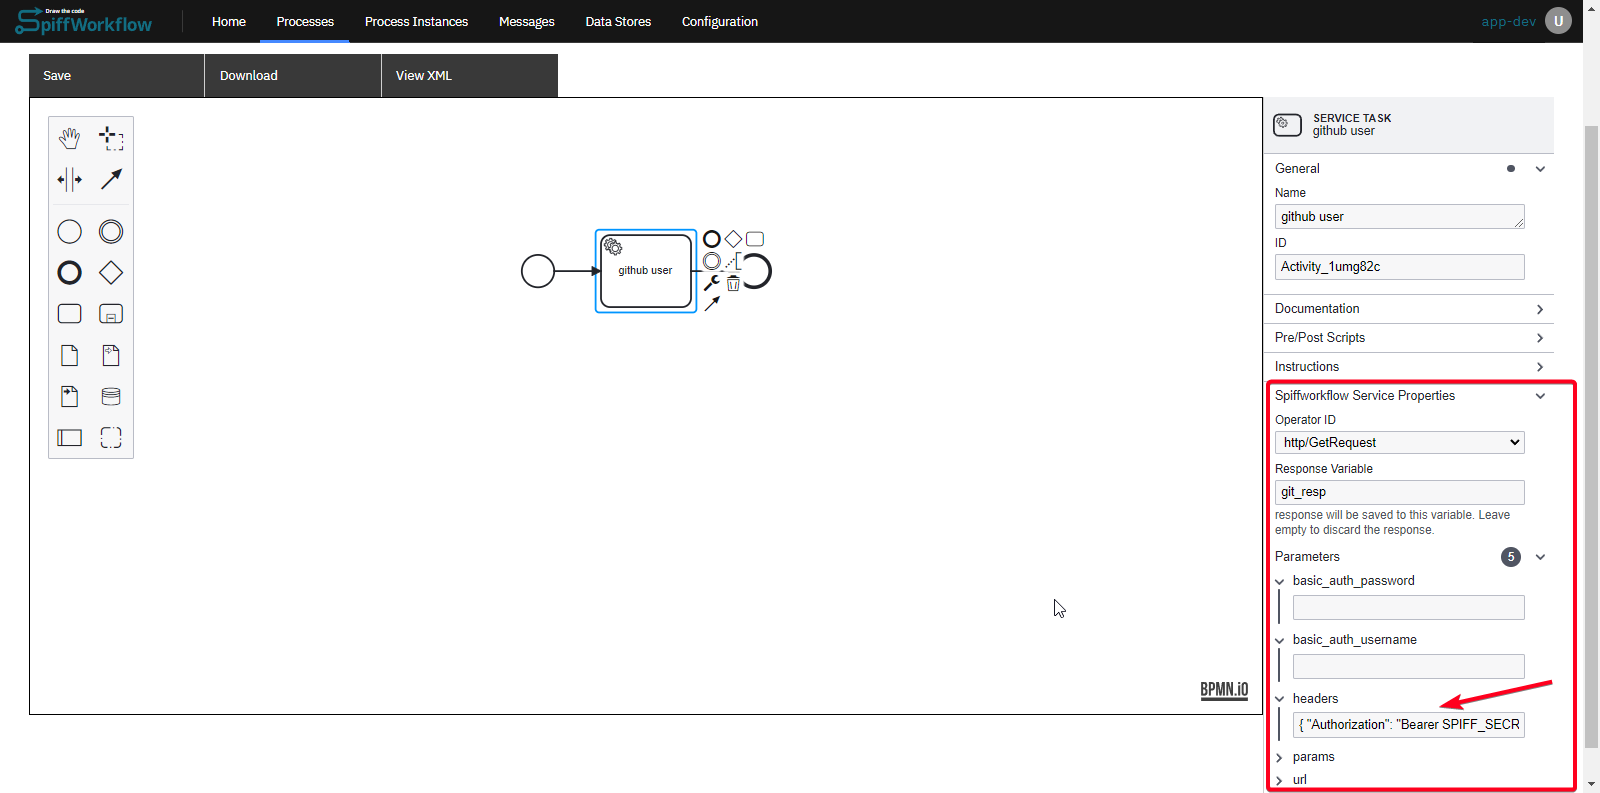 Draw the code
SpiffWorkflow
Home
Processes
Process Instances
Messages
Data Stores
Configuration
app-dev
U
Save
Download
View XML
github user
BPMN.iO
SERVICE TASK
github user
General
Name
github user
ID
Activity_1umg82c
Documentation
Pre/Post Scripts
Instructions
Spiffworkflow Service Properties
Operator ID
http/GetRequest
Response Variable
git_resp
response will be saved to this variable. Leave
empty to discard the response.
Parameters
5
basic_auth_password
basic_auth_username
headers
{ "Authorization": "Bearer SPIFF_SECR
params
url